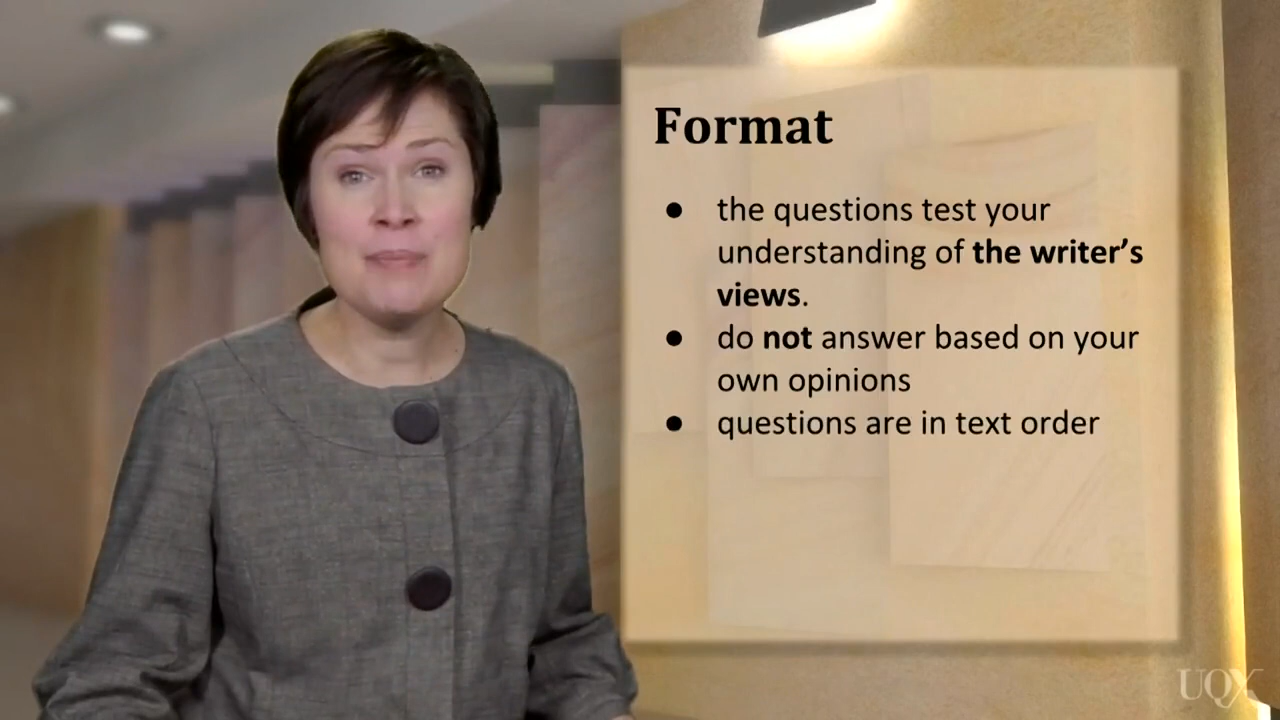 Format
● the questions test your
understanding of the writer's
views.
● do not answer based on your
own opinions
● questions are in text order
UQX